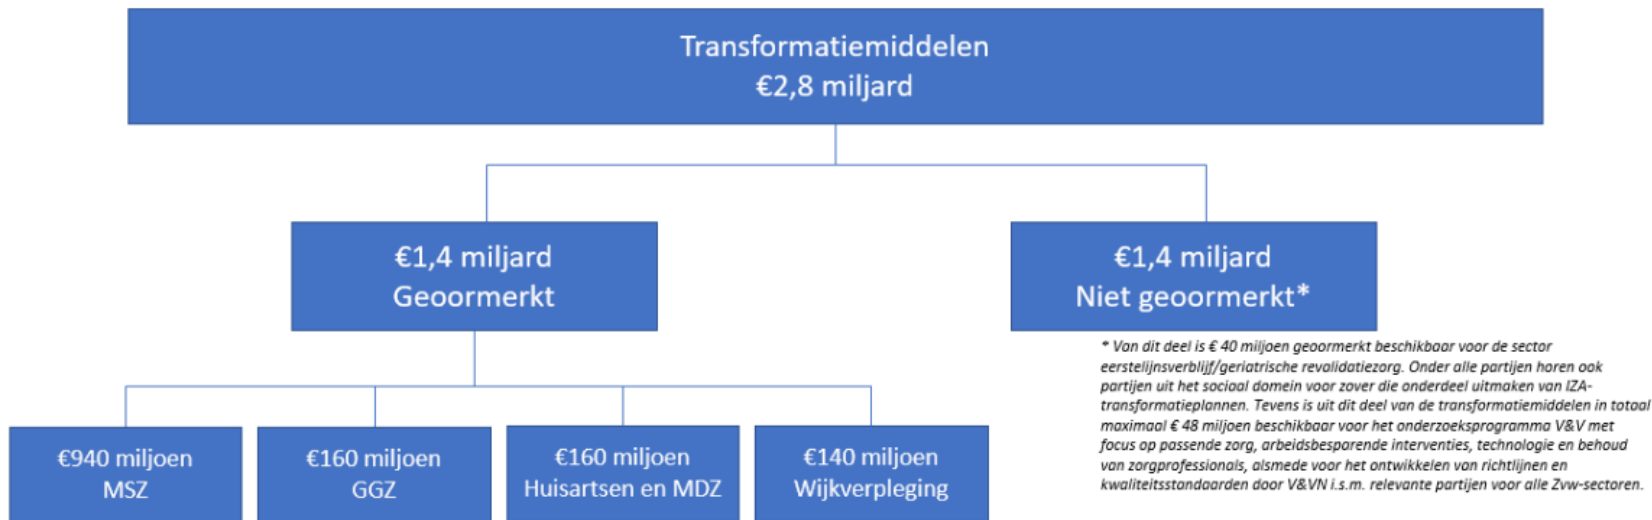 Transformatiemiddelen
€2,8 miljard
€1,4 miljard
Geoormerkt
€1,4 miljard
Niet geoormerkt*
* Van dit deel is € 40 miljoen geoormerkt beschikbaar voor de sector
eerstelijnsverblijf/geriatrische revalidatiezorg. Onder alle partijen horen ook
partijen uit het sociaal domein voor zover die onderdeel uitmaken van IZA-
transformatieplannen. Tevens is uit dit deel van de transformatiemiddelen in totaal
maximaal € 48 miljoen beschikbaar voor het onderzoeksprogramma V&V met
focus op passende zorg, arbeidsbesparende interventies, technologie en behoud
van zorgprofessionals, alsmede voor het ontwikkelen van richtlijnen en
kwaliteitsstandaarden door V&VN i.s.m. relevante partijen voor alle Zvw-sectoren.
€940 miljoen
MSZ
€160 miljoen
GGZ
€160 miljoen
Huisartsen en MDZ
€140 miljoen
Wijkverpleging